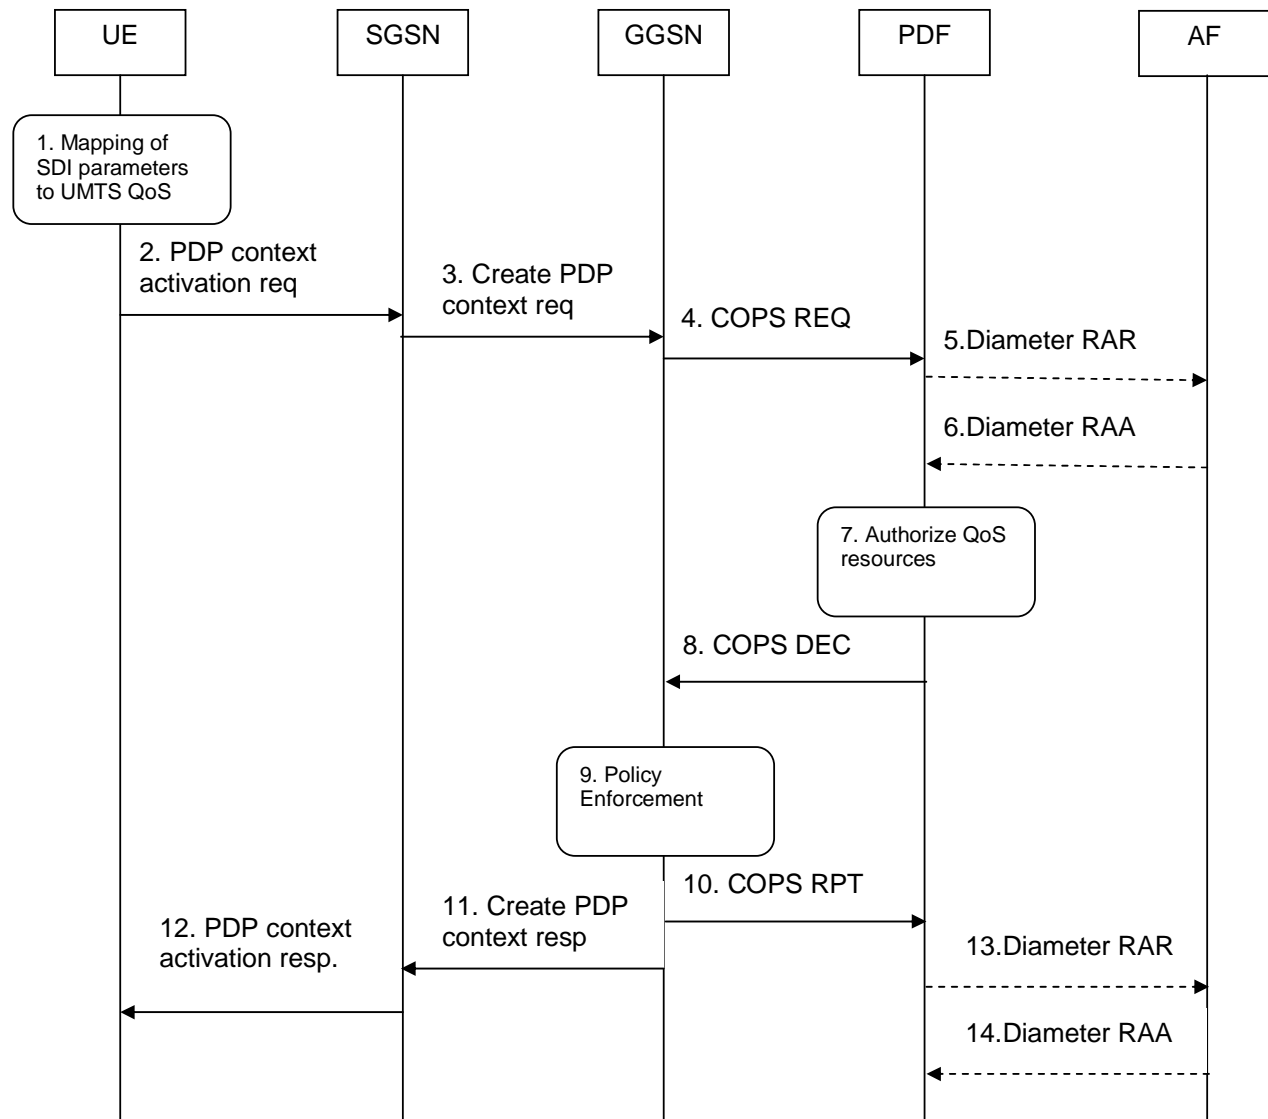 UE
SGSN
GGSN
PDF
AF
1. Mapping of
SDI parameters
to UMTS QoS
2. PDP context
activation req
3. Create PDP
context req
4. COPS REQ
5.Diameter RAR
6.Diameter RAA
7. Authorize QoS
resources
8. COPS DEC
9. Policy
Enforcement
10. COPS RPT
11. Create PDP
context resp
12. PDP context
activation resp.
13.Diameter RAR
14.Diameter RAA